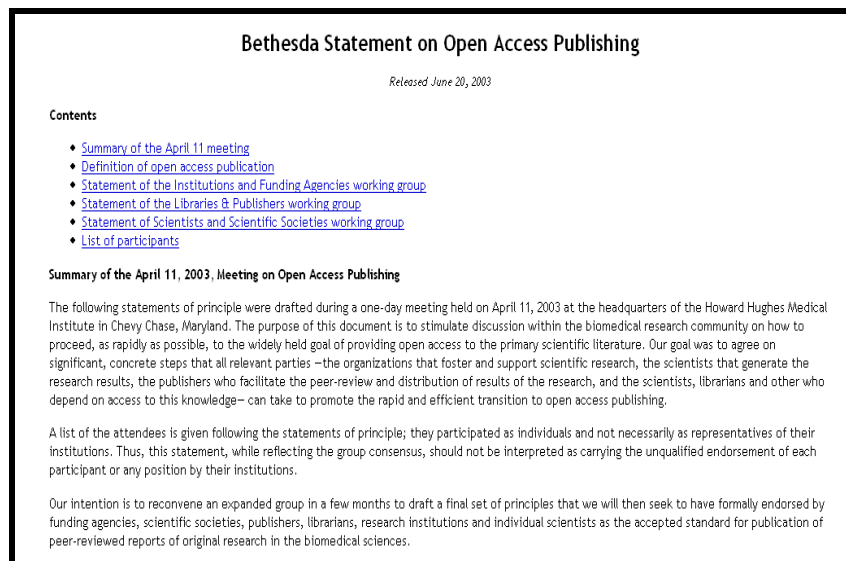 Bethesda Statement on Open Access Publishing
Released June 20, 2003
Contents
Summary of the April 11 meeting
Definition of open access publication
Statement of the Institutions and Funding Agencies working group
Statement of the Libraries & Publishers working group
Statement of Scientists and Scientific Societies working group
List of participants
Summary of the April 11, 2003, Meeting on Open Access Publishing
The following statements of principle were drafted during a one-day meeting held on April 11, 2003 at the headquarters of the Howard Hughes Medical
Institute in Chevy Chase, Maryland. The purpose of this document is to stimulate discussion within the biomedical research community on how to
proceed, as rapidly as possible, to the widely held goal of providing open access to the primary scientific literature. Our goal was to agree on
significant, concrete steps that all relevant parties —the organizations that foster and support scientific research, the scientists that generate the
research results, the publishers who facilitate the peer-review and distribution of results of the research, and the scientists, librarians and other who
depend on access to this knowledge— can take to promote the rapid and efficient transition to open access publishing.
A list of the attendees is given following the statements of principle; they participated as individuals and not necessarily as representatives of their
institutions. Thus, this statement, while reflecting the group consensus, should not be interpreted as carrying the unqualified endorsement of each
participant or any position by their institutions.
Our intention is to reconvene an expanded group in a few months to draft a final set of principles that we will then seek to have formally endorsed by
funding agencies, scientific societies, publishers, librarians, research institutions and individual scientists as the accepted standard for publication of
peer-reviewed reports of original research in the biomedical sciences.